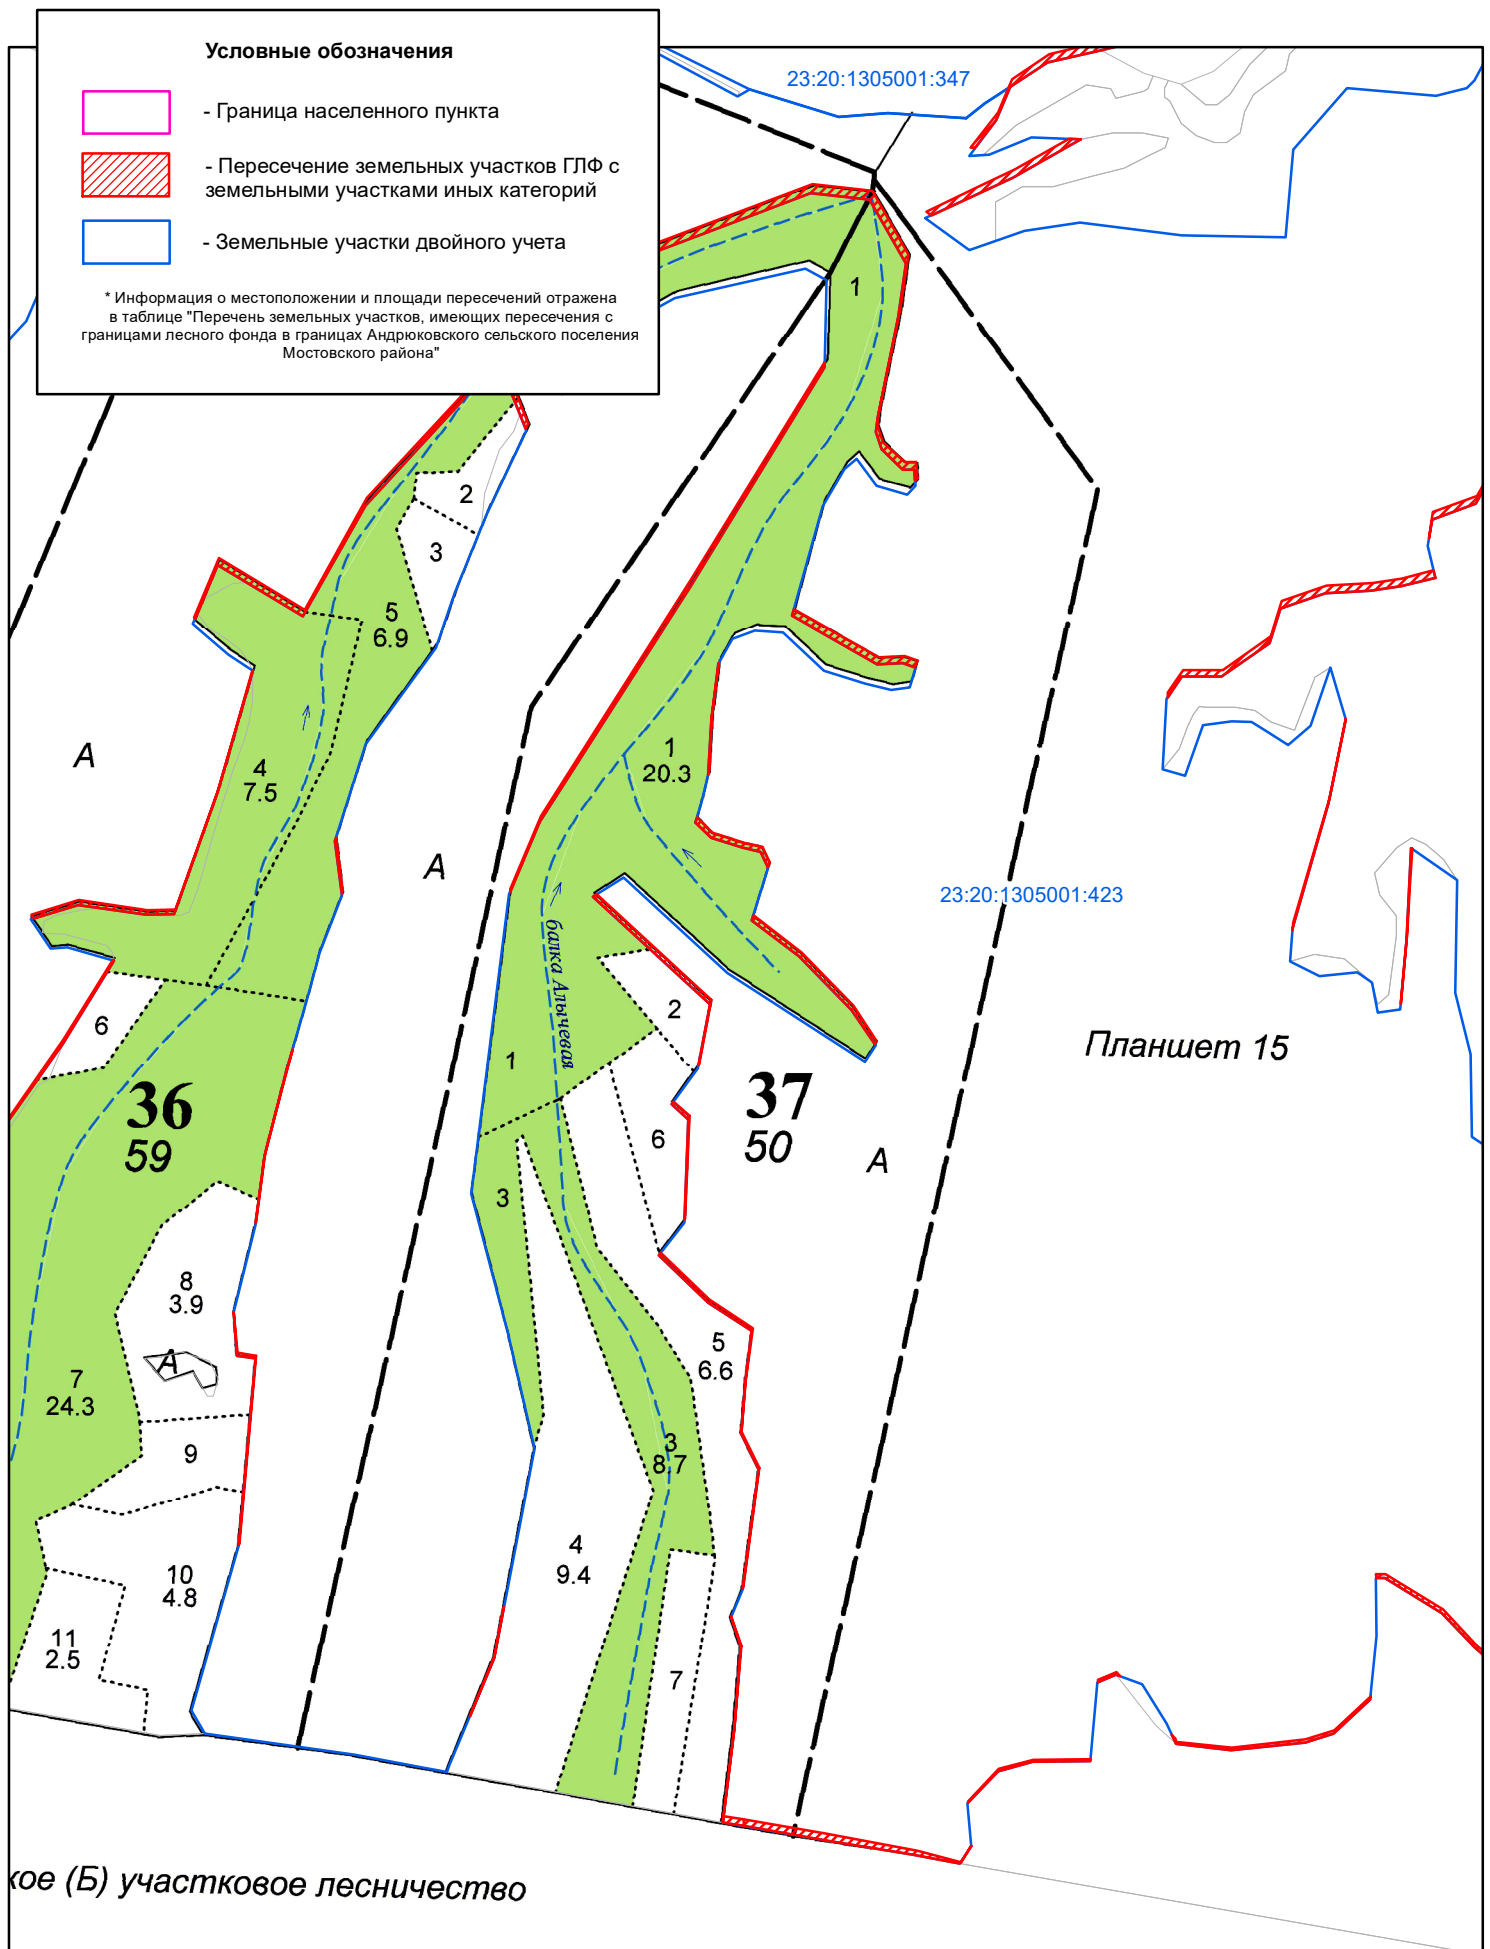 Условные обозначения
- Граница населенного пункта
- Пересечение земельных участков ГЛФ с
земельными участками иных категорий
- Земельные участки двойного учета
* Информация о местоположении и площади пересечений отражена
в таблице "Перечень земельных участков, имеющих пересечения с
границами лесного фонда в границах Андрюковского сельского поселения
Мостовского района"
23:20:1305001:347
1
2
3
5
6.9
А
4
7.5
1
20.3
А
23:20:1305001:423
балка Алычевая
2
6
1
Планшет 15
36
59
37
50
6
А
3
8
3.9
А
5
6.6
7
24.3
3
8.7
9
4
9.4
10
4.8
11
2.5
7
кое (Б) участковое лесничество